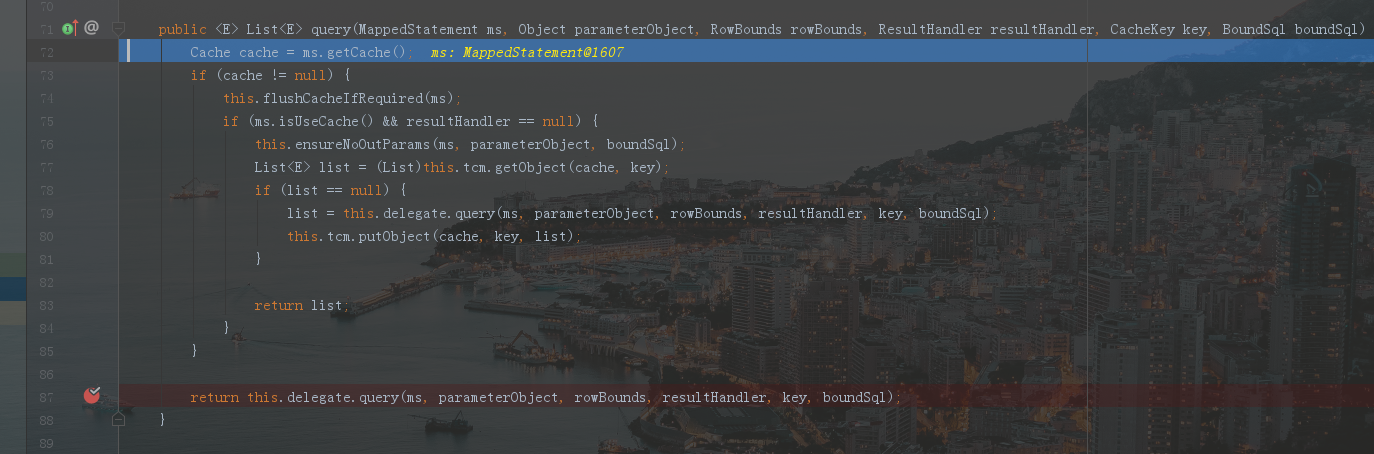 70
71 public <E> List<E> query(MappedStatement ms, Object parameterObject, RowBounds rowBounds, ResultHandler resultHandler, CacheKey key, BoundSql boundSql)
72 Cache cache = ms.getCache(); ms: MappedStatement@1607
73 if (cache != null) {
74 this.flushCacheIfRequired(ms);
75 if (ms.isUseCache() && resultHandler == null) {
76 this.ensureNoOutParams(ms, parameterObject, boundSql);
77 List<E> list = (List)this.tcm.getObject(cache, key);
78 if (list == null) {
79 list = this.delegate.query(ms, parameterObject, rowBounds, resultHandler, key, boundSql);
80 this.tcm.putObject(cache, key, list);
81 }
82
83 return list;
84 }
85 }
86
87 return this.delegate.query(ms, parameterObject, rowBounds, resultHandler, key, boundSql);
88 }
89